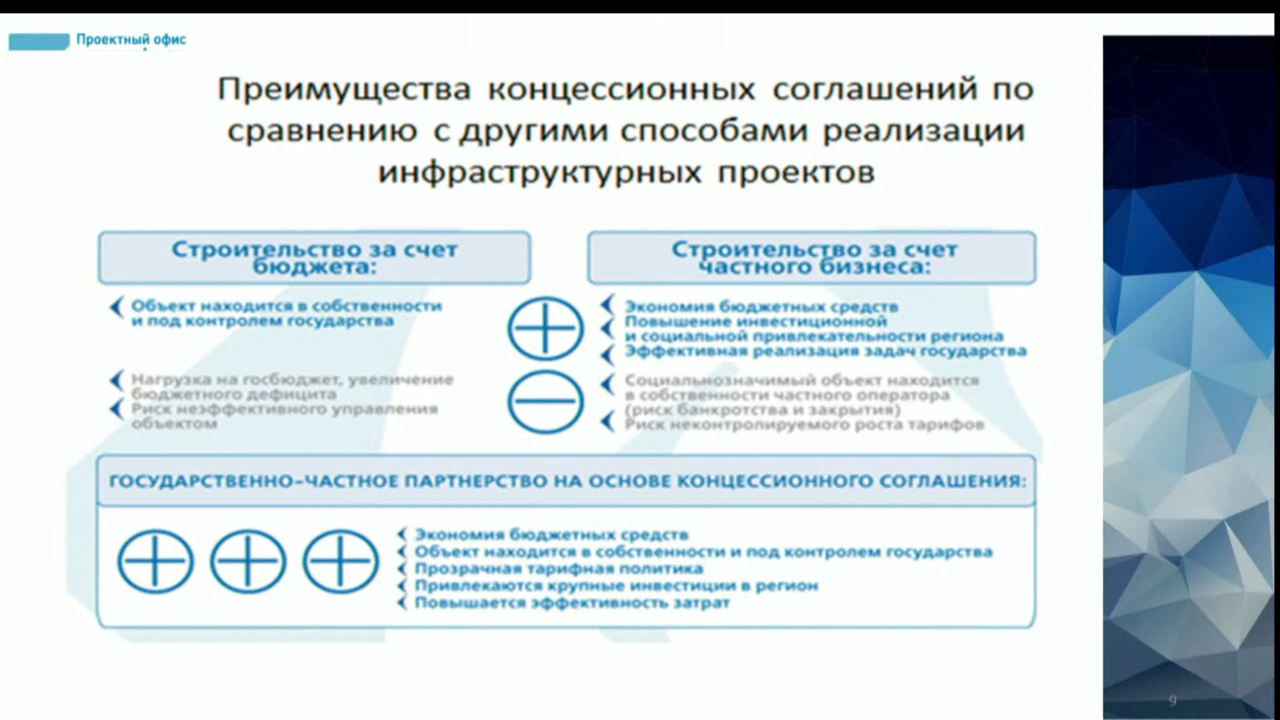 Проектный офис
Преимущества концессионных соглашений по
сравнению с другими способами реализации
инфраструктурных проектов
Строительство за счет
бюджета:
Объект находится в собственности
и под контролем государства
Нагрузка на госбюджет, увеличение
бюджетного дефицита
Риск неэффективного управления
объектом
Строительство за счет
частного бизнеса:
Экономия бюджетных средств
Повышение инвестиционной
и социальной привлекательности региона
Эффективная реализация задач государства
Социальнозначимый объект находится
в собственности частного оператора
(риск банкротства и закрытия)
Риск неконтролируемого роста тарифов
ГОСУДАРСТВЕННО-ЧАСТНОЕ ПАРТНЕРСТВО НА ОСНОВЕ КОНЦЕССИОННОГО СОГЛАШЕНИЯ:
Экономия бюджетных средств
Объект находится в собственности и под контролем государства
Прозрачная тарифная политика
Привлекаются крупные инвестиции в регион
Повышается эффективность затрат
9